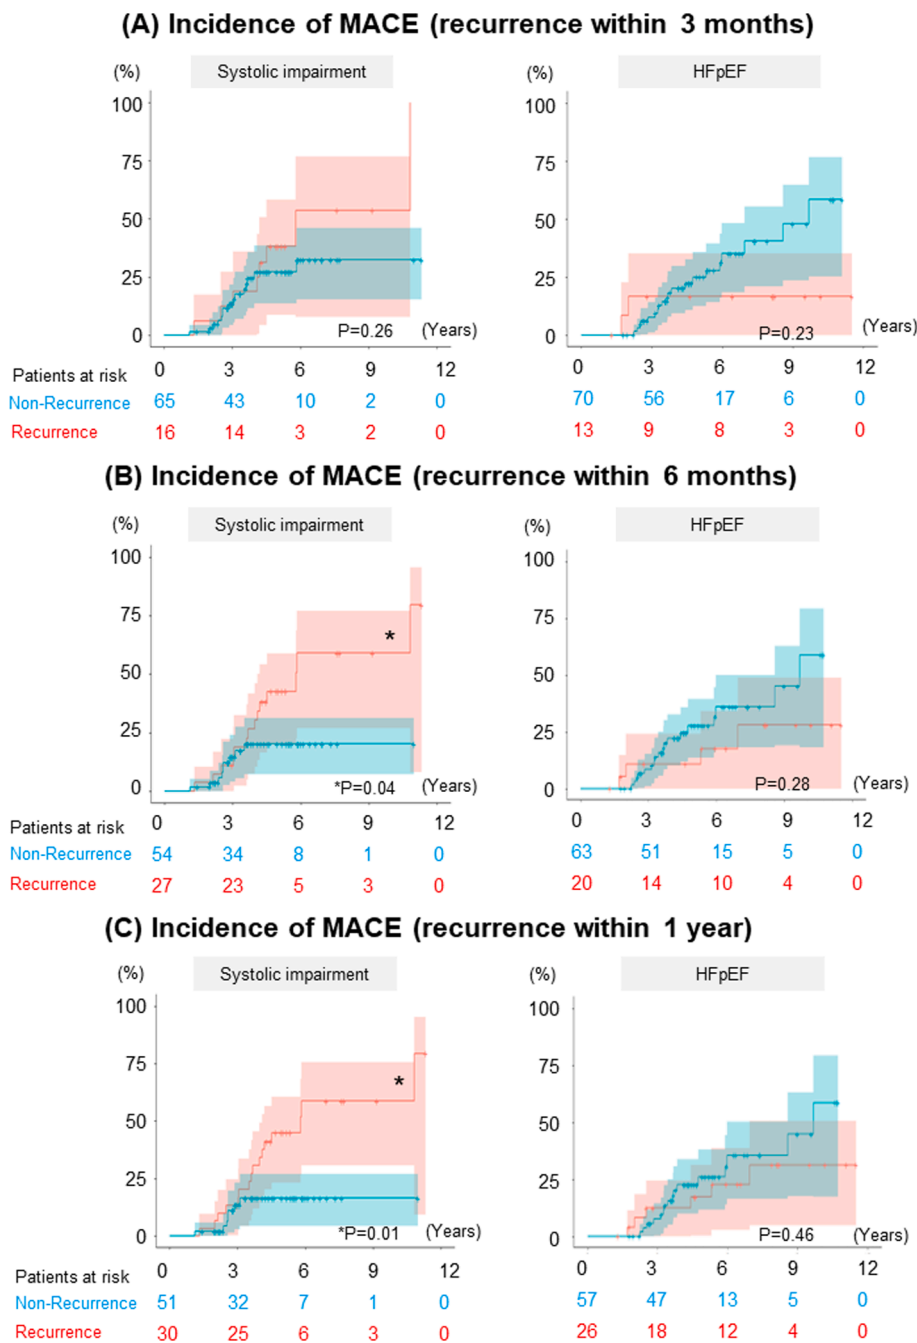 (A) Incidence of MACE (recurrence within 3 months)
(%) Systolic impairment (%) HFpEF
100 100
75 75
50 50
25 25
0 P=0.26 (Years) 0 P=0.23 (Years)
Patients at risk 0 3 6 9 12 0 3 6 9 12
Non-Recurrence 65 43 10 2 0 70 56 17 6 0
Recurrence 16 14 3 2 0 13 9 8 3 0
(B) Incidence of MACE (recurrence within 6 months)
(%) Systolic impairment (%) HFpEF
100 100
75 75
*
50 50
25 25
0 *P=0.04 (Years) 0 P=0.28 (Years)
Patients at risk 0 3 6 9 12 0 3 6 9 12
Non-Recurrence 54 34 8 1 0 63 51 15 5 0
Recurrence 27 23 5 3 0 20 14 10 4 0
(C) Incidence of MACE (recurrence within 1 year)
(%) Systolic impairment (%) HFpEF
100 100
75 75
*
50 50
25 25
0 *P=0.01 (Years) 0 P=0.46 (Years)
Patients at risk 0 3 6 9 12 0 3 6 9 12
Non-Recurrence 51 32 7 1 0 57 47 13 5 0
Recurrence 30 25 6 3 0 26 18 12 4 0